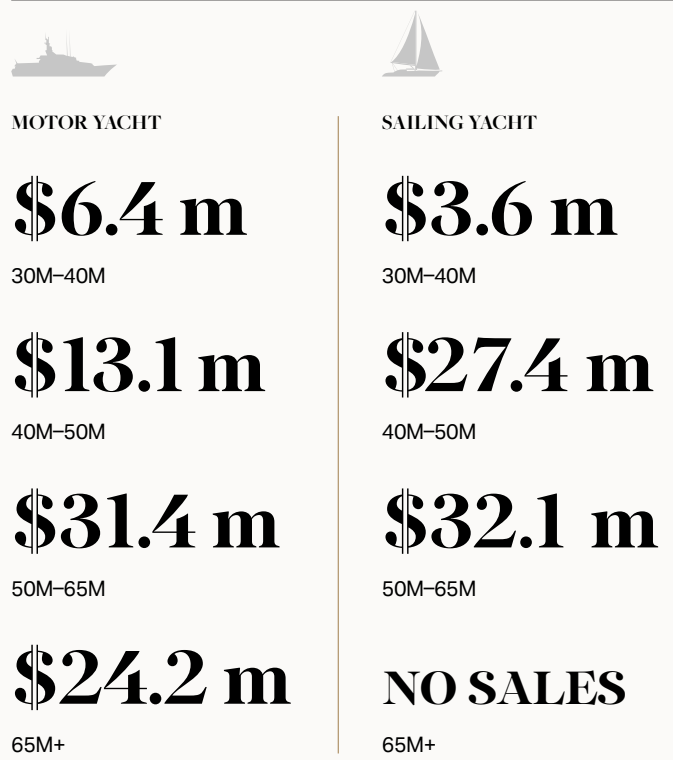 MOTOR YACHT
$6.4 m
30M–40M
$13.1 m
40M–50M
$31.4 m
50M–65M
$24.2 m
65M+
SAILING YACHT
$3.6 m
30M–40M
$27.4 m
40M–50M
$32.1 m
50M–65M
NO SALES
65M+